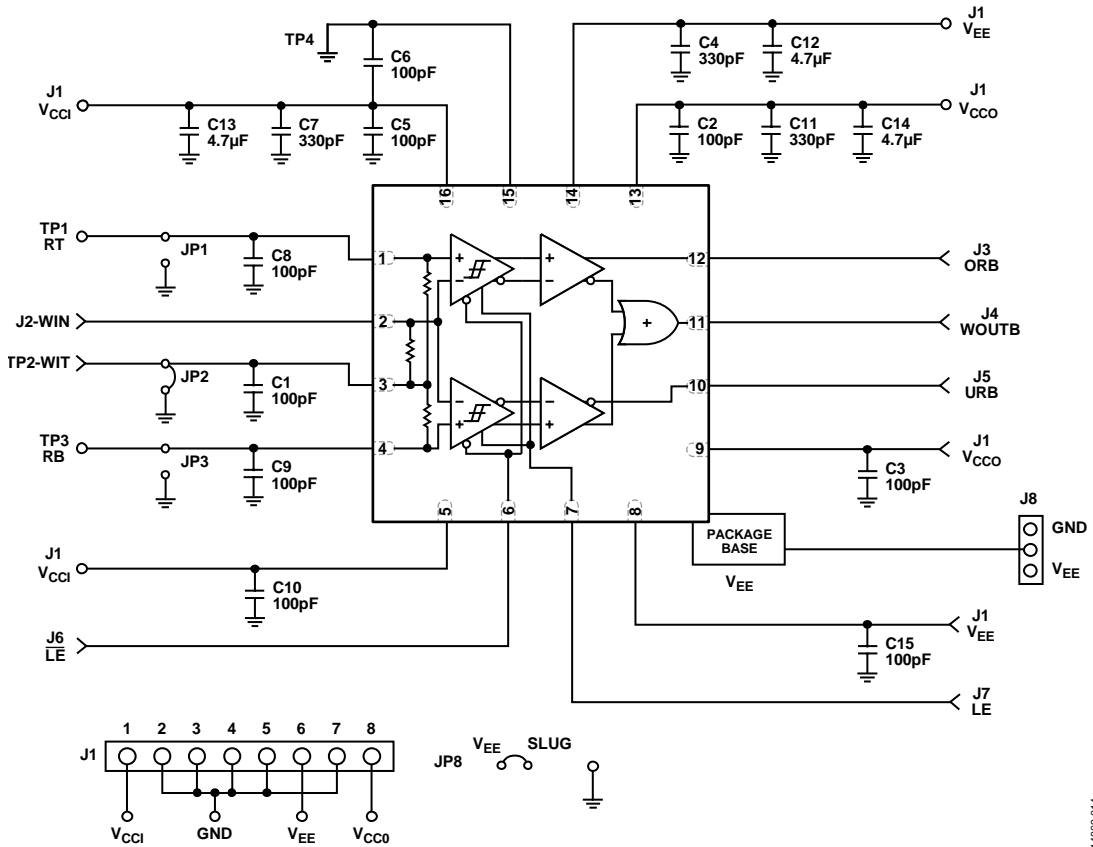 J1
VEE
TP4
C6
100pF
C4
330pF
C12
4.7µF
J1
VCCI
C13
4.7µF
C7
330pF
C5
100pF
J1
VCCO
C2
100pF
C11
330pF
C14
4.7µF
16
15
14
13
TP1
RT
JP1
C8
100pF
1
+
−
+
−
12
J3
ORB
J2-WIN
2
+
11
J4
WOUTB
TP2-WIT
JP2
C1
100pF
3
−
+
−
+
10
J5
URB
TP3
RB
JP3
C9
100pF
4
9
J1
VCCO
C3
100pF
5
6
7
8
PACKAGE
BASE
VEE
J8
GND
VEE
J1
VCCI
C10
100pF
J6
LE
J1
VEE
C15
100pF
J7
LE
1 2 3 4 5 6 7 8
J1
VCCI
GND
VEE
VCC0
JP8
VEE SLUG